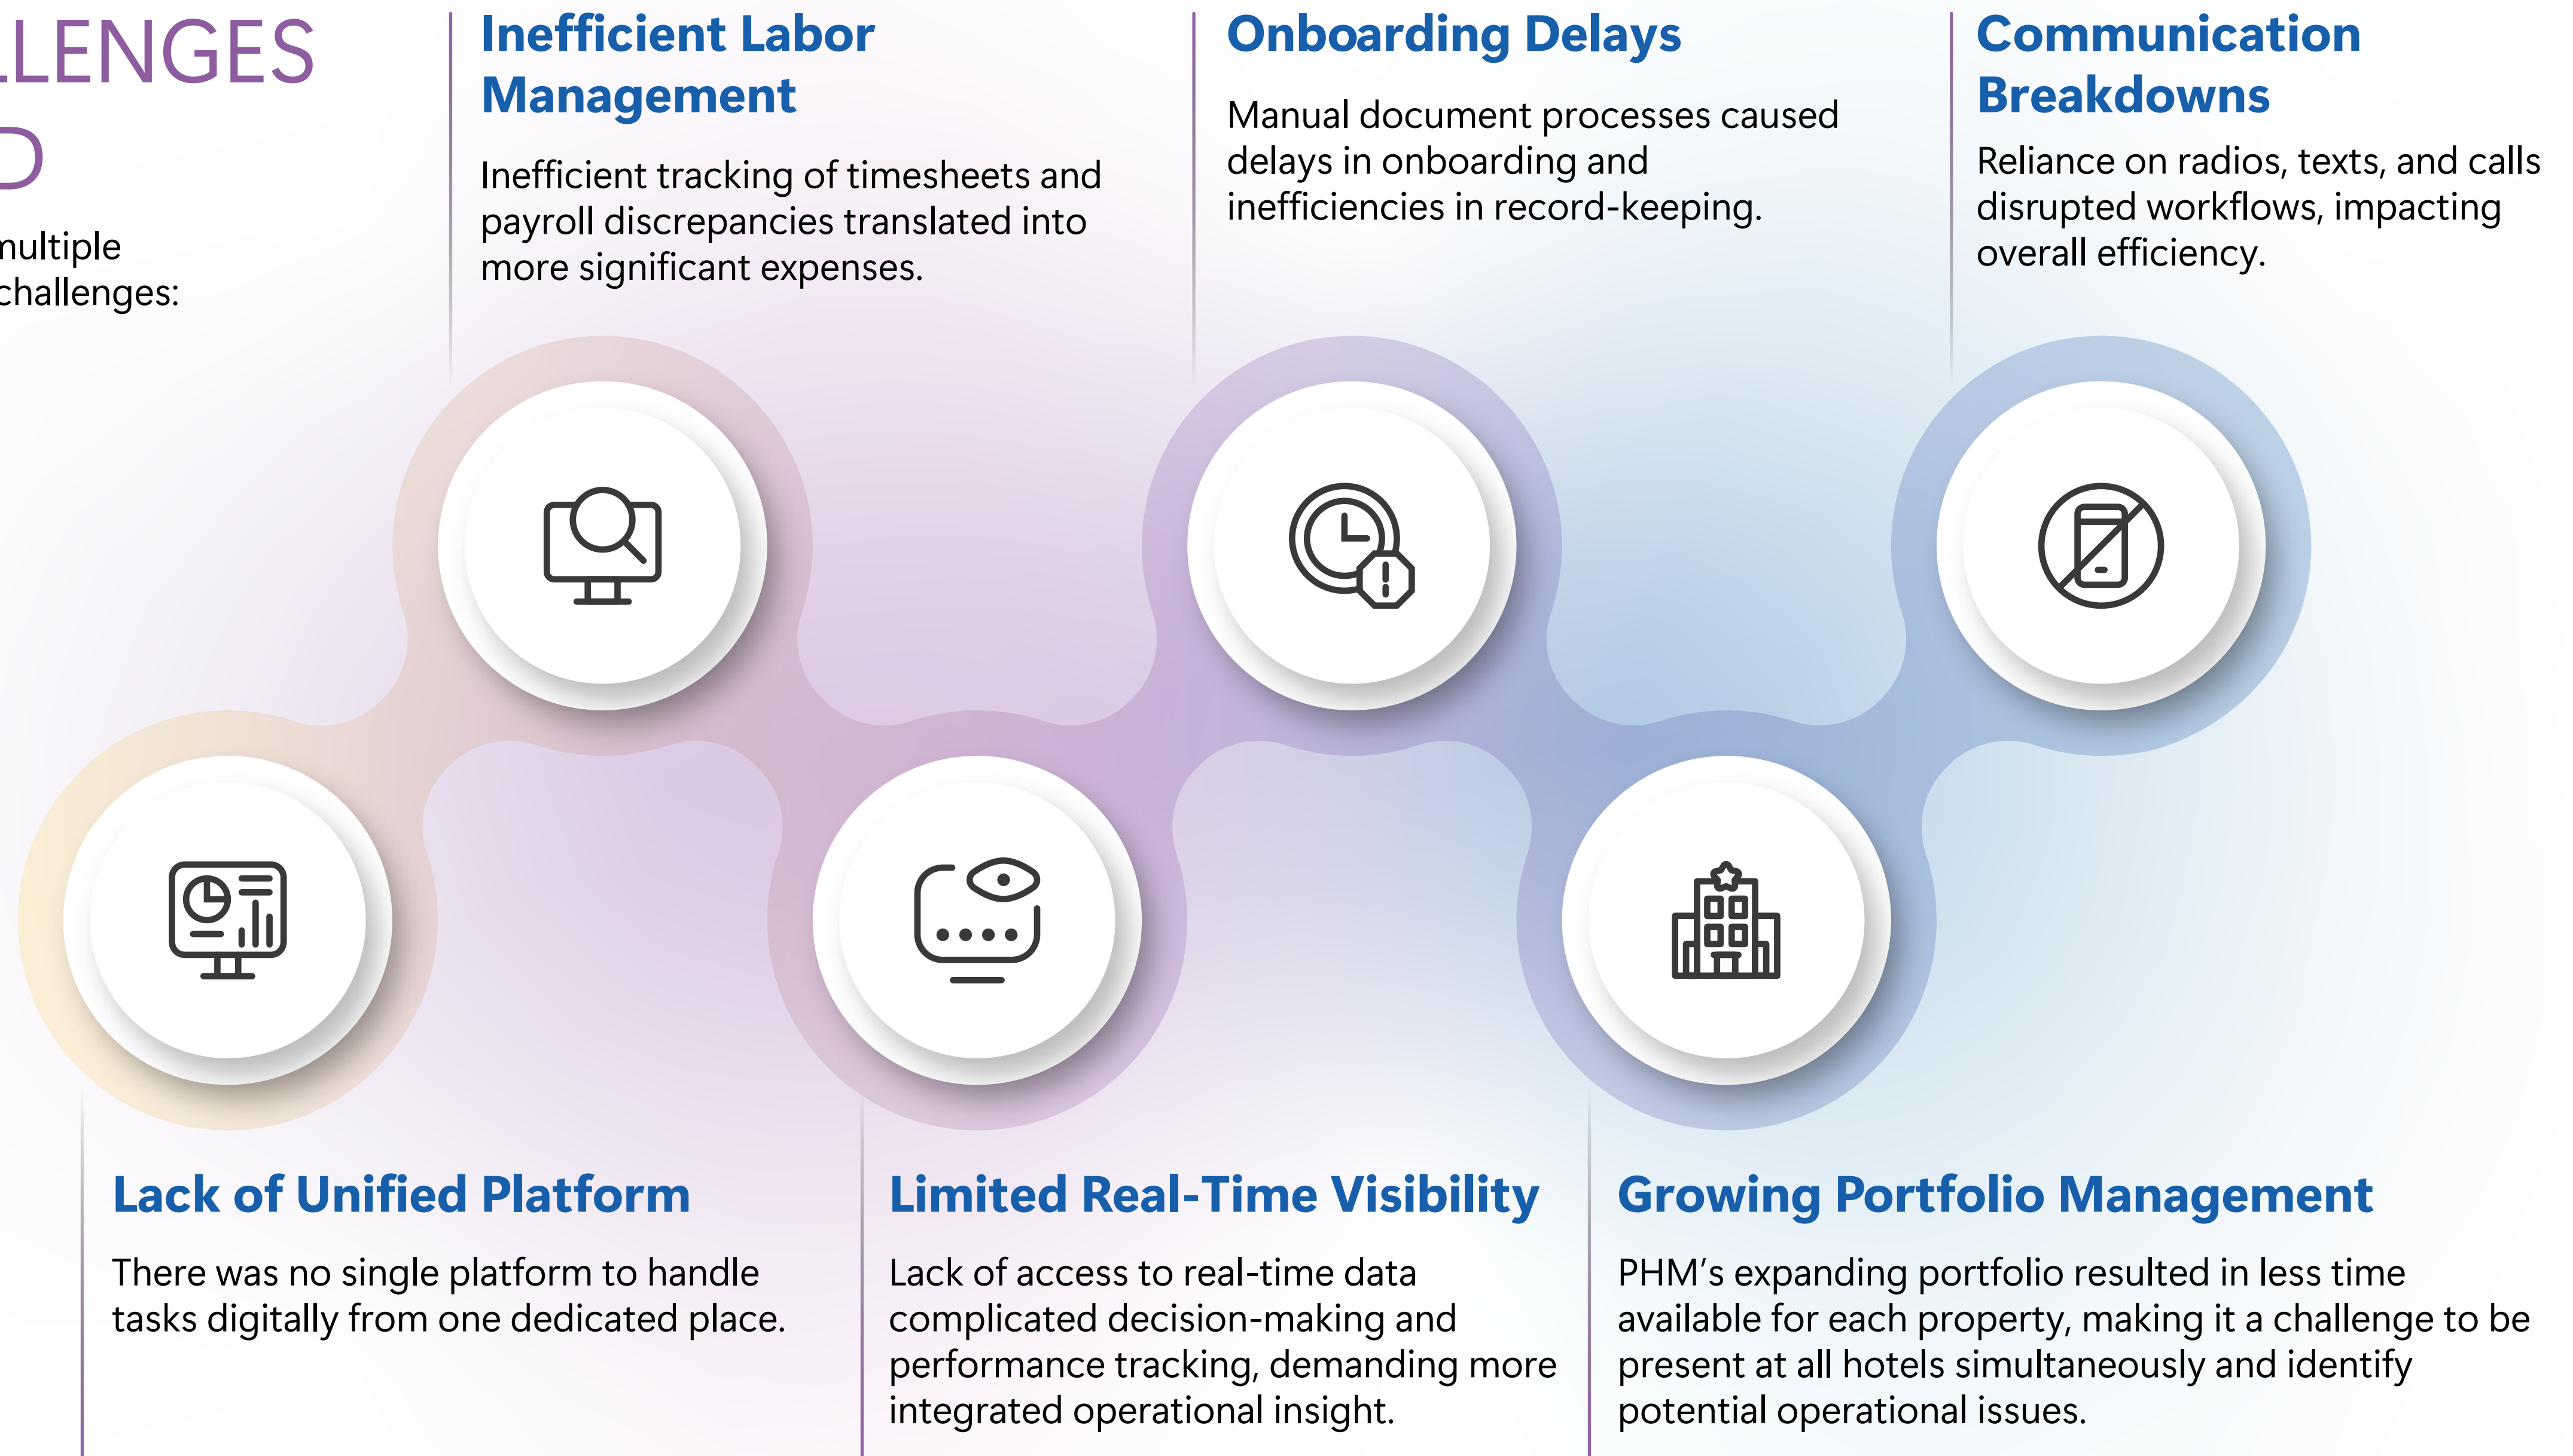 LLENGES
D
multiple
challenges:
Inefficient Labor
Management
Inefficient tracking of timesheets and
payroll discrepancies translated into
more significant expenses.
Onboarding Delays
Manual document processes caused
delays in onboarding and
inefficiencies in record-keeping.
Communication
Breakdowns
Reliance on radios, texts, and calls
disrupted workflows, impacting
overall efficiency.
Lack of Unified Platform
There was no single platform to handle
tasks digitally from one dedicated place.
Limited Real-Time Visibility
Lack of access to real-time data
complicated decision-making and
performance tracking, demanding more
integrated operational insight.
Growing Portfolio Management
PHM’s expanding portfolio resulted in less time
available for each property, making it a challenge to be
present at all hotels simultaneously and identify
potential operational issues.